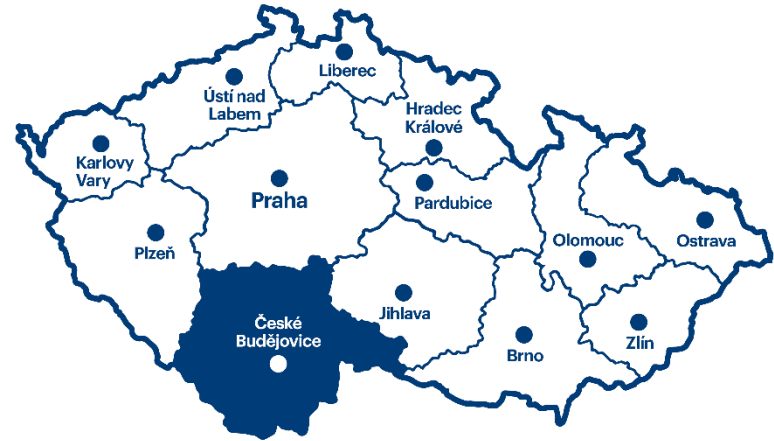 Liberec
Ústí nad
Labem
Hradec
Králové
Karlovy
Vary
Praha
Pardubice
Plzeň
Olomouc
Ostrava
Jihlava
České
Budějovice
Brno
Zlín